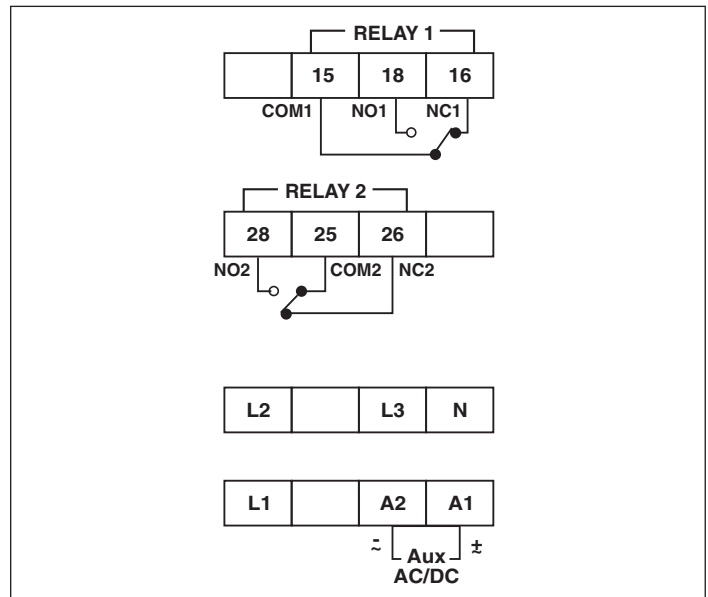 RELAY 1
15 18 16
COM1 NO1 NC1
RELAY 2
28 25 26
NO2 COM2 NC2
L2 L3 N
L1 A2 A1
- ~ Aux ±~
AC/DC